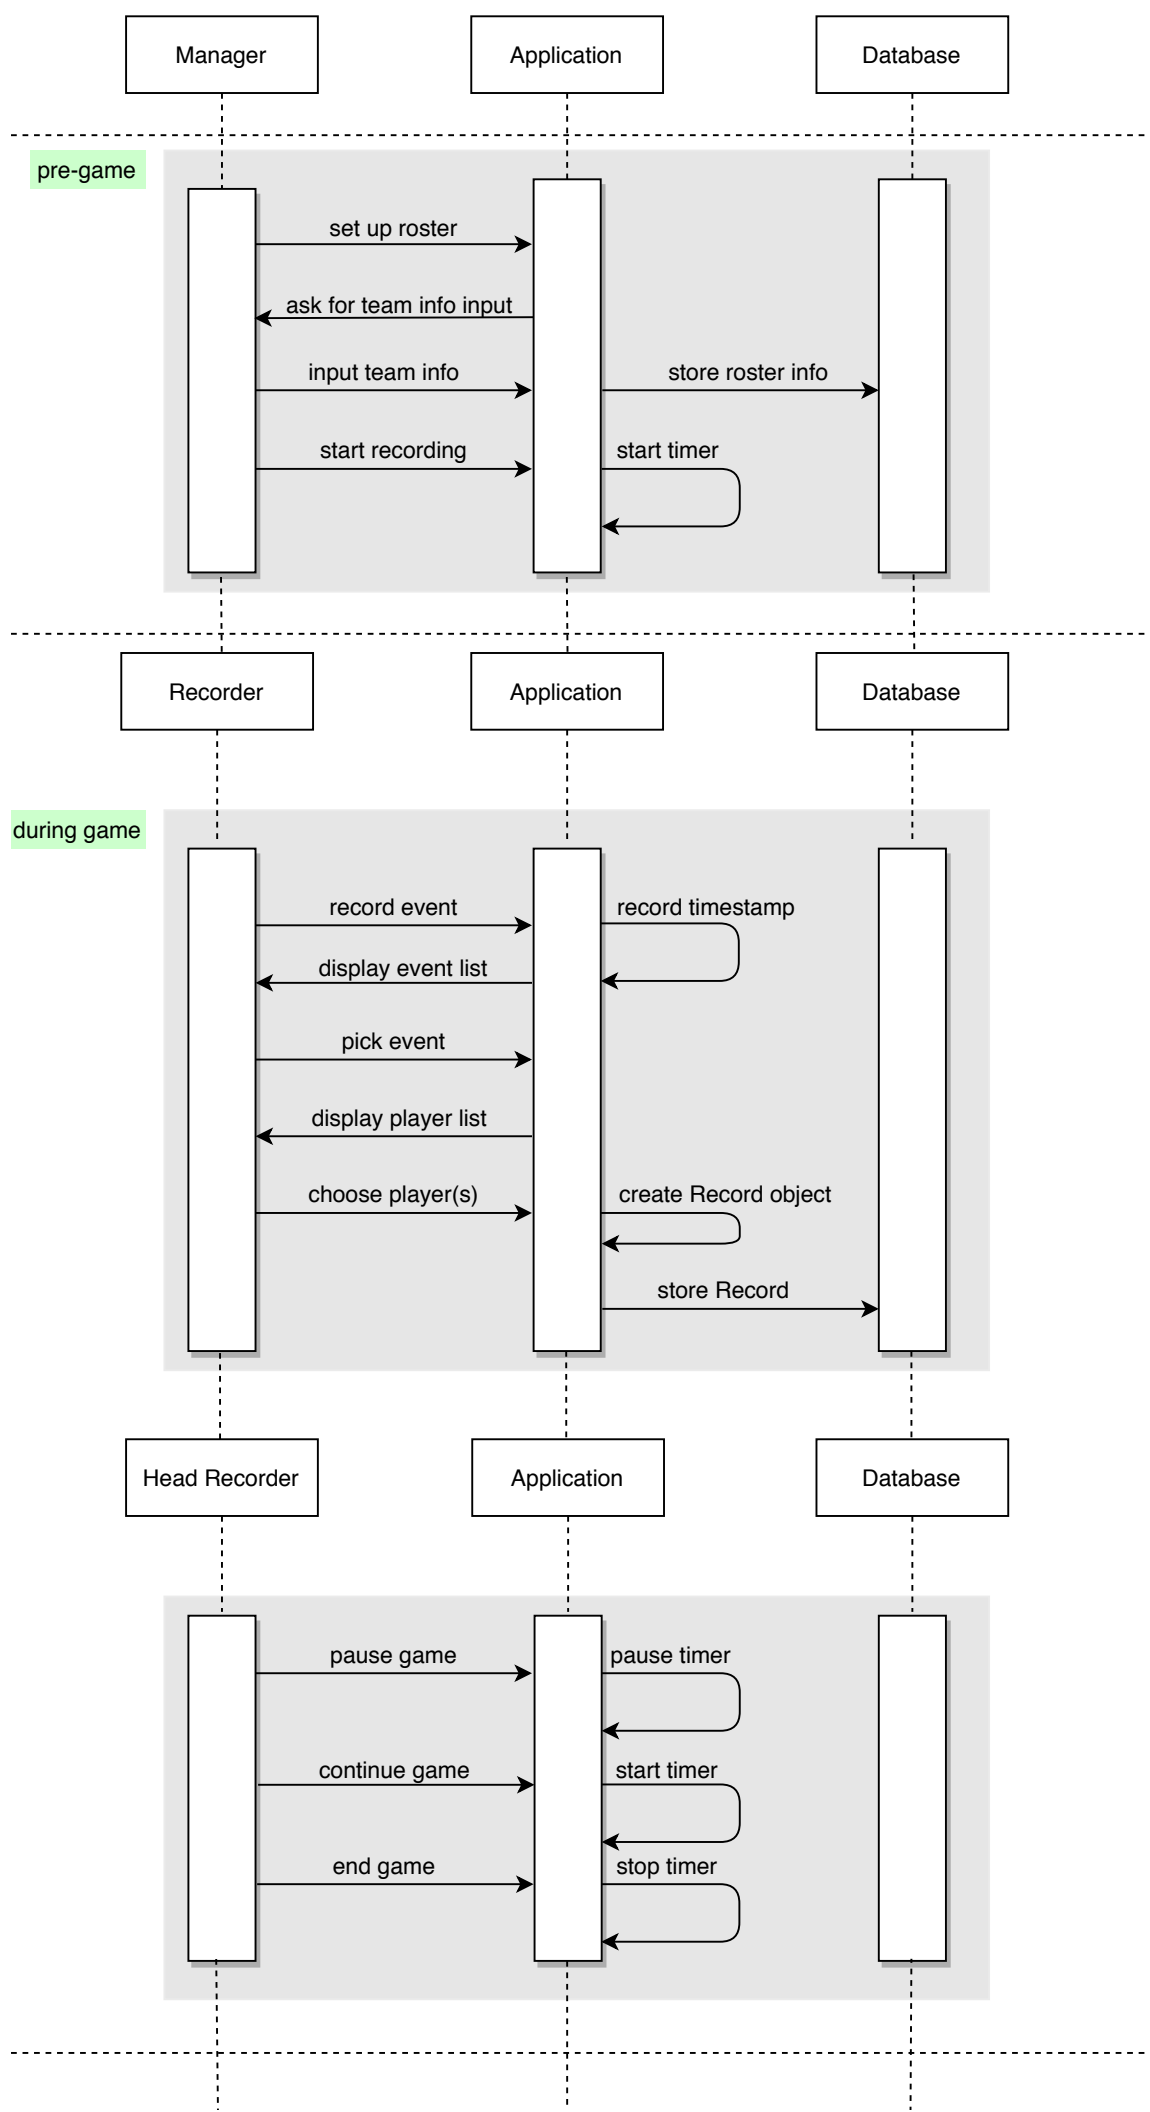 Manager
Application
Database
pre-game
set up roster
ask for team info input
input team info
store roster info
start recording
start timer
Recorder
Application
Database
during game
record event
record timestamp
display event list
pick event
display player list
choose player(s)
create Record object
store Record
Head Recorder
Application
Database
pause game
pause timer
continue game
start timer
end game
stop timer